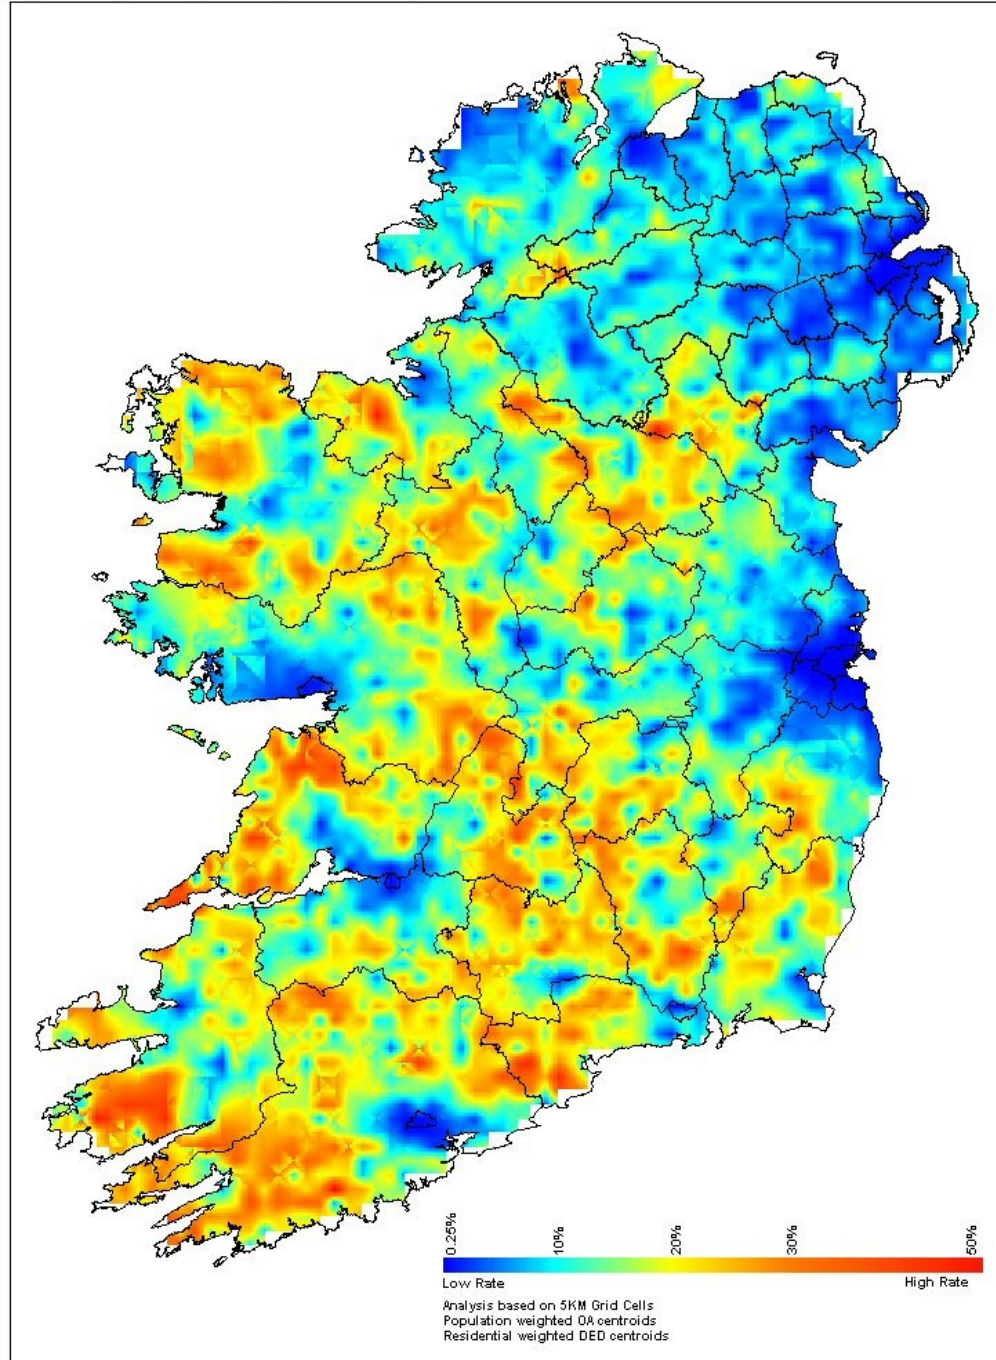 0.25%
10%
20%
30%
50%
Low Rate
High Rate
Analysis based on 5KM Grid Cells
Population weighted OA centroids
Residential weighted DED centroids